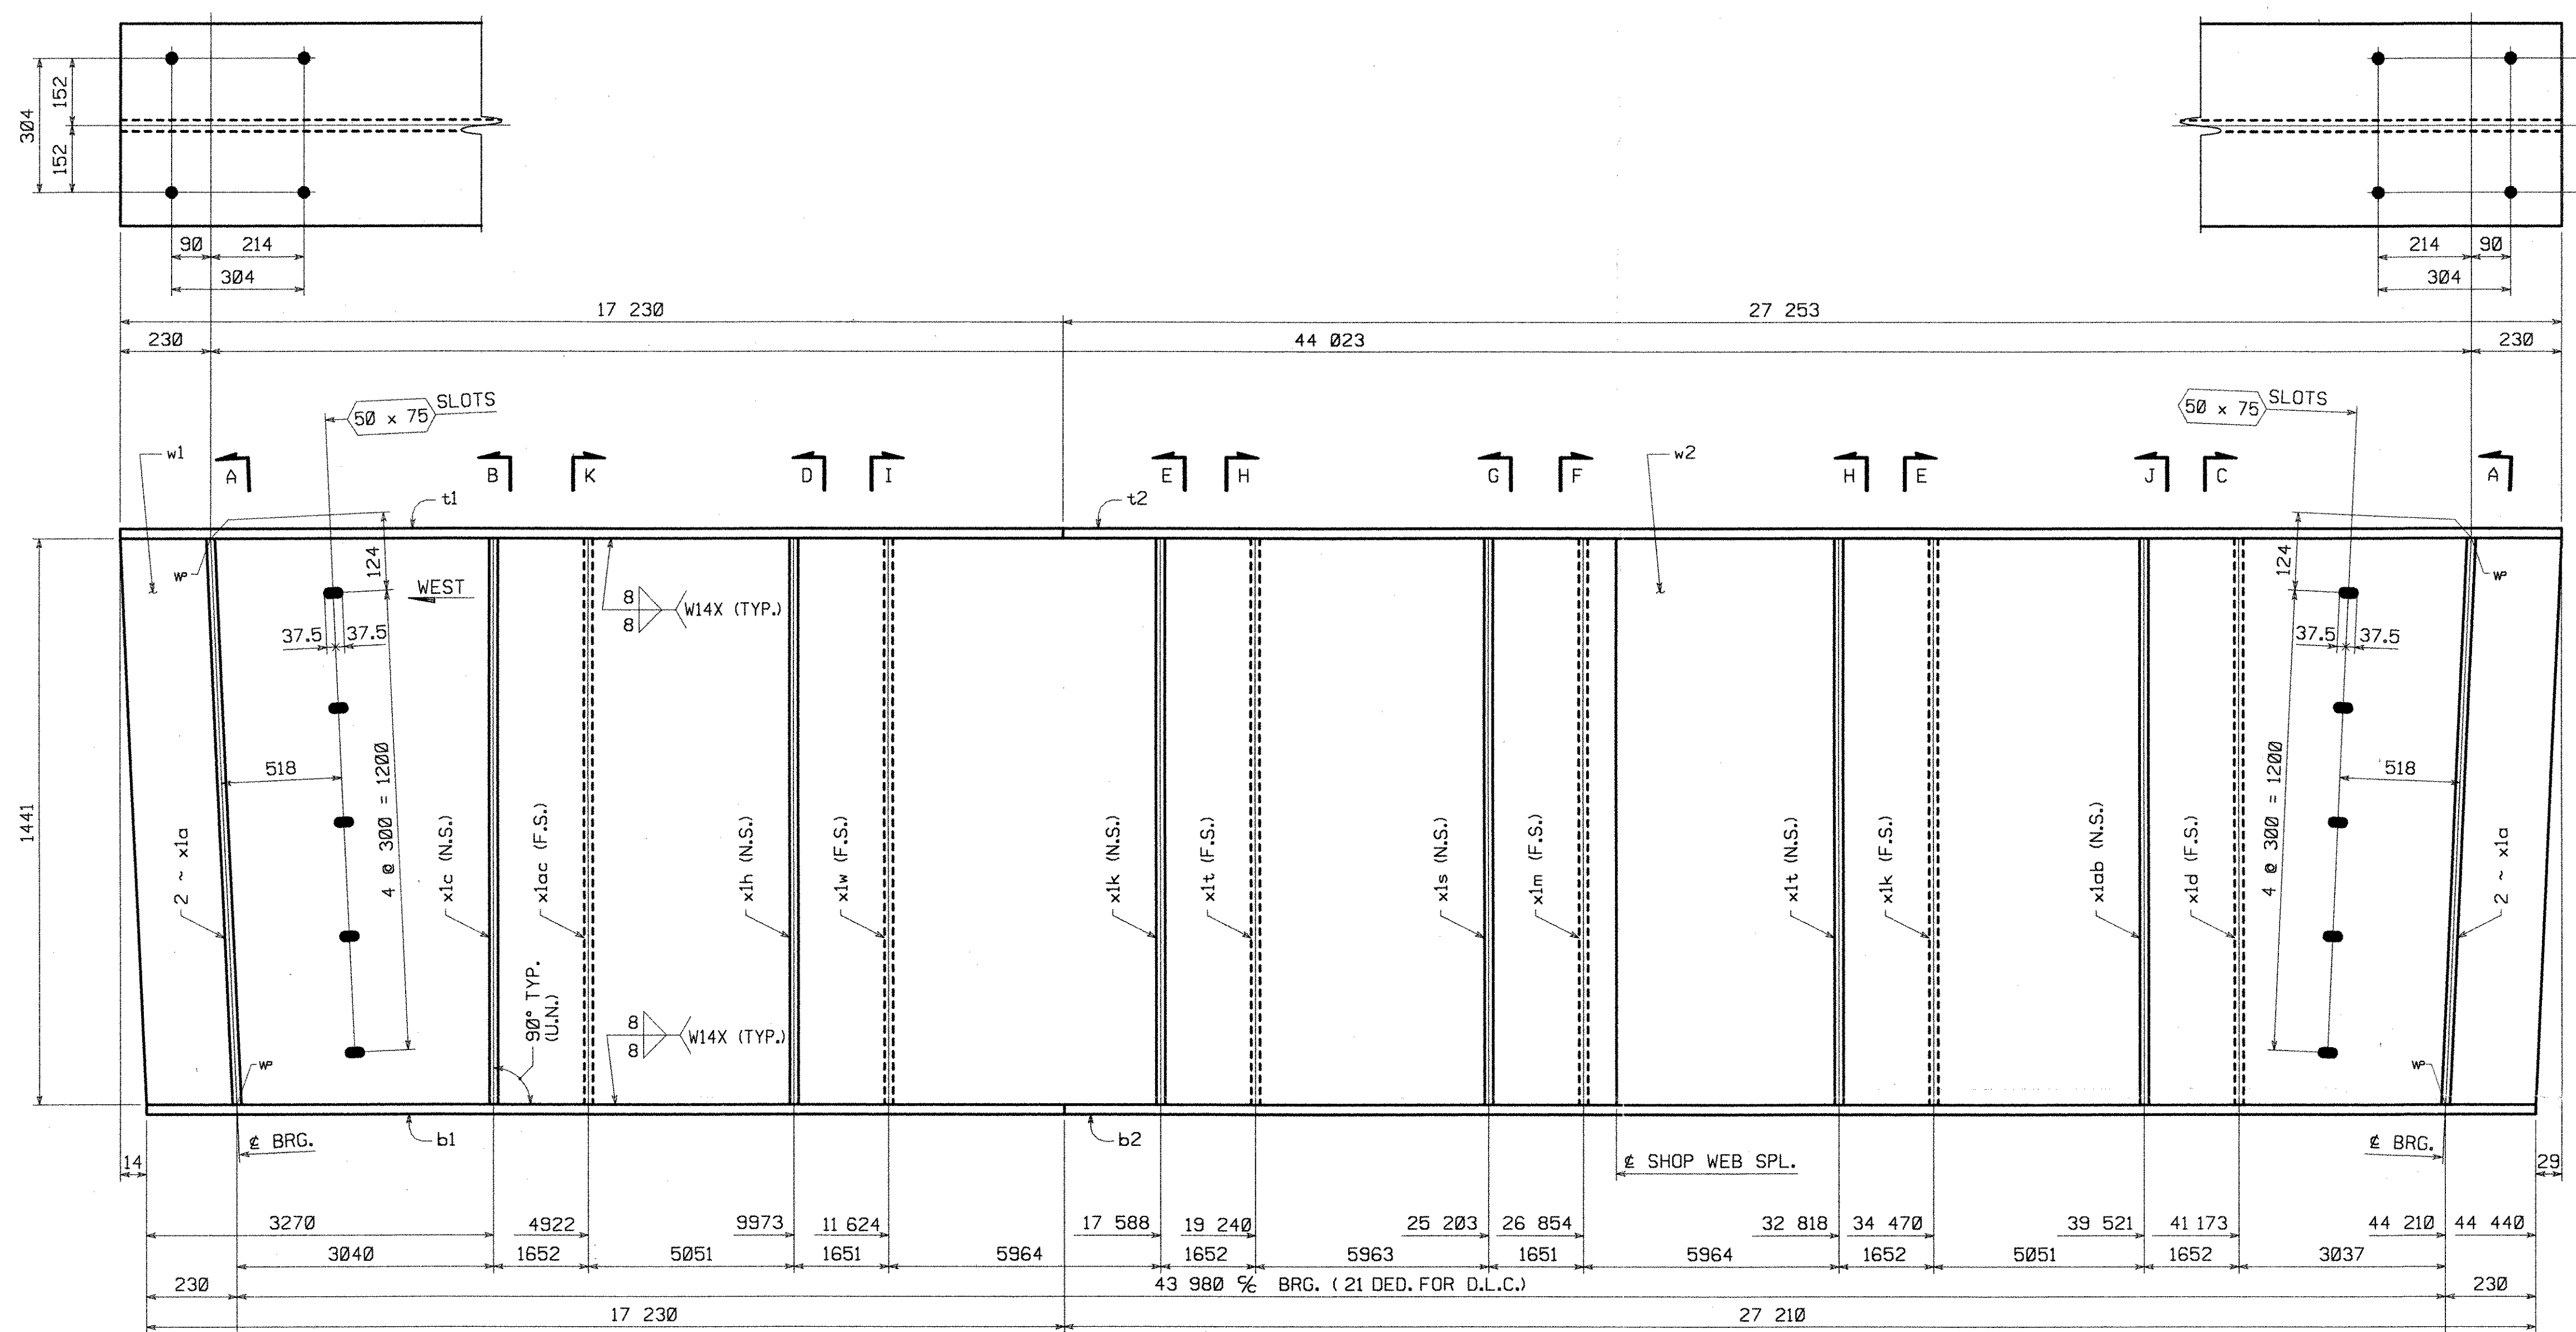 304
152
152
90 214
304
214 90
304
17 230 27 253
230 44 023 230
50 x 75 SLOTS
50 x 75 SLOTS
w1
w2
A B K D I E H G F H E J C A
t1
t2
WP
124
WEST
37.5 37.5
8
8
W14X (TYP.)
124
WP
37.5 37.5
1441
518
518
4 @ 300 = 1200
4 @ 300 = 1200
2 ~ x1a
x1c (N.S.)
x1ac (F.S.)
x1h (N.S.)
x1w (F.S.)
x1k (N.S.)
x1t (F.S.)
x1s (N.S.)
x1m (F.S.)
x1t (N.S.)
x1k (F.S.)
x1ab (N.S.)
x1d (F.S.)
2 ~ x1a
90° TYP.
(U.N.)
8
8
W14X (TYP.)
WP
WP
b1
b2
℄ BRG.
℄ SHOP WEB SPL.
℄ BRG.
14
29
3270 4922 9973 11 624 17 588 19 240 25 203 26 854 32 818 34 470 39 521 41 173 44 210 44 440
3040 1652 5051 1651 5964 1652 5963 1651 5964 1652 5051 1652 3037
230 43 980 c/c BRG. (21 DED. FOR D.L.C.) 230
17 230 27 210